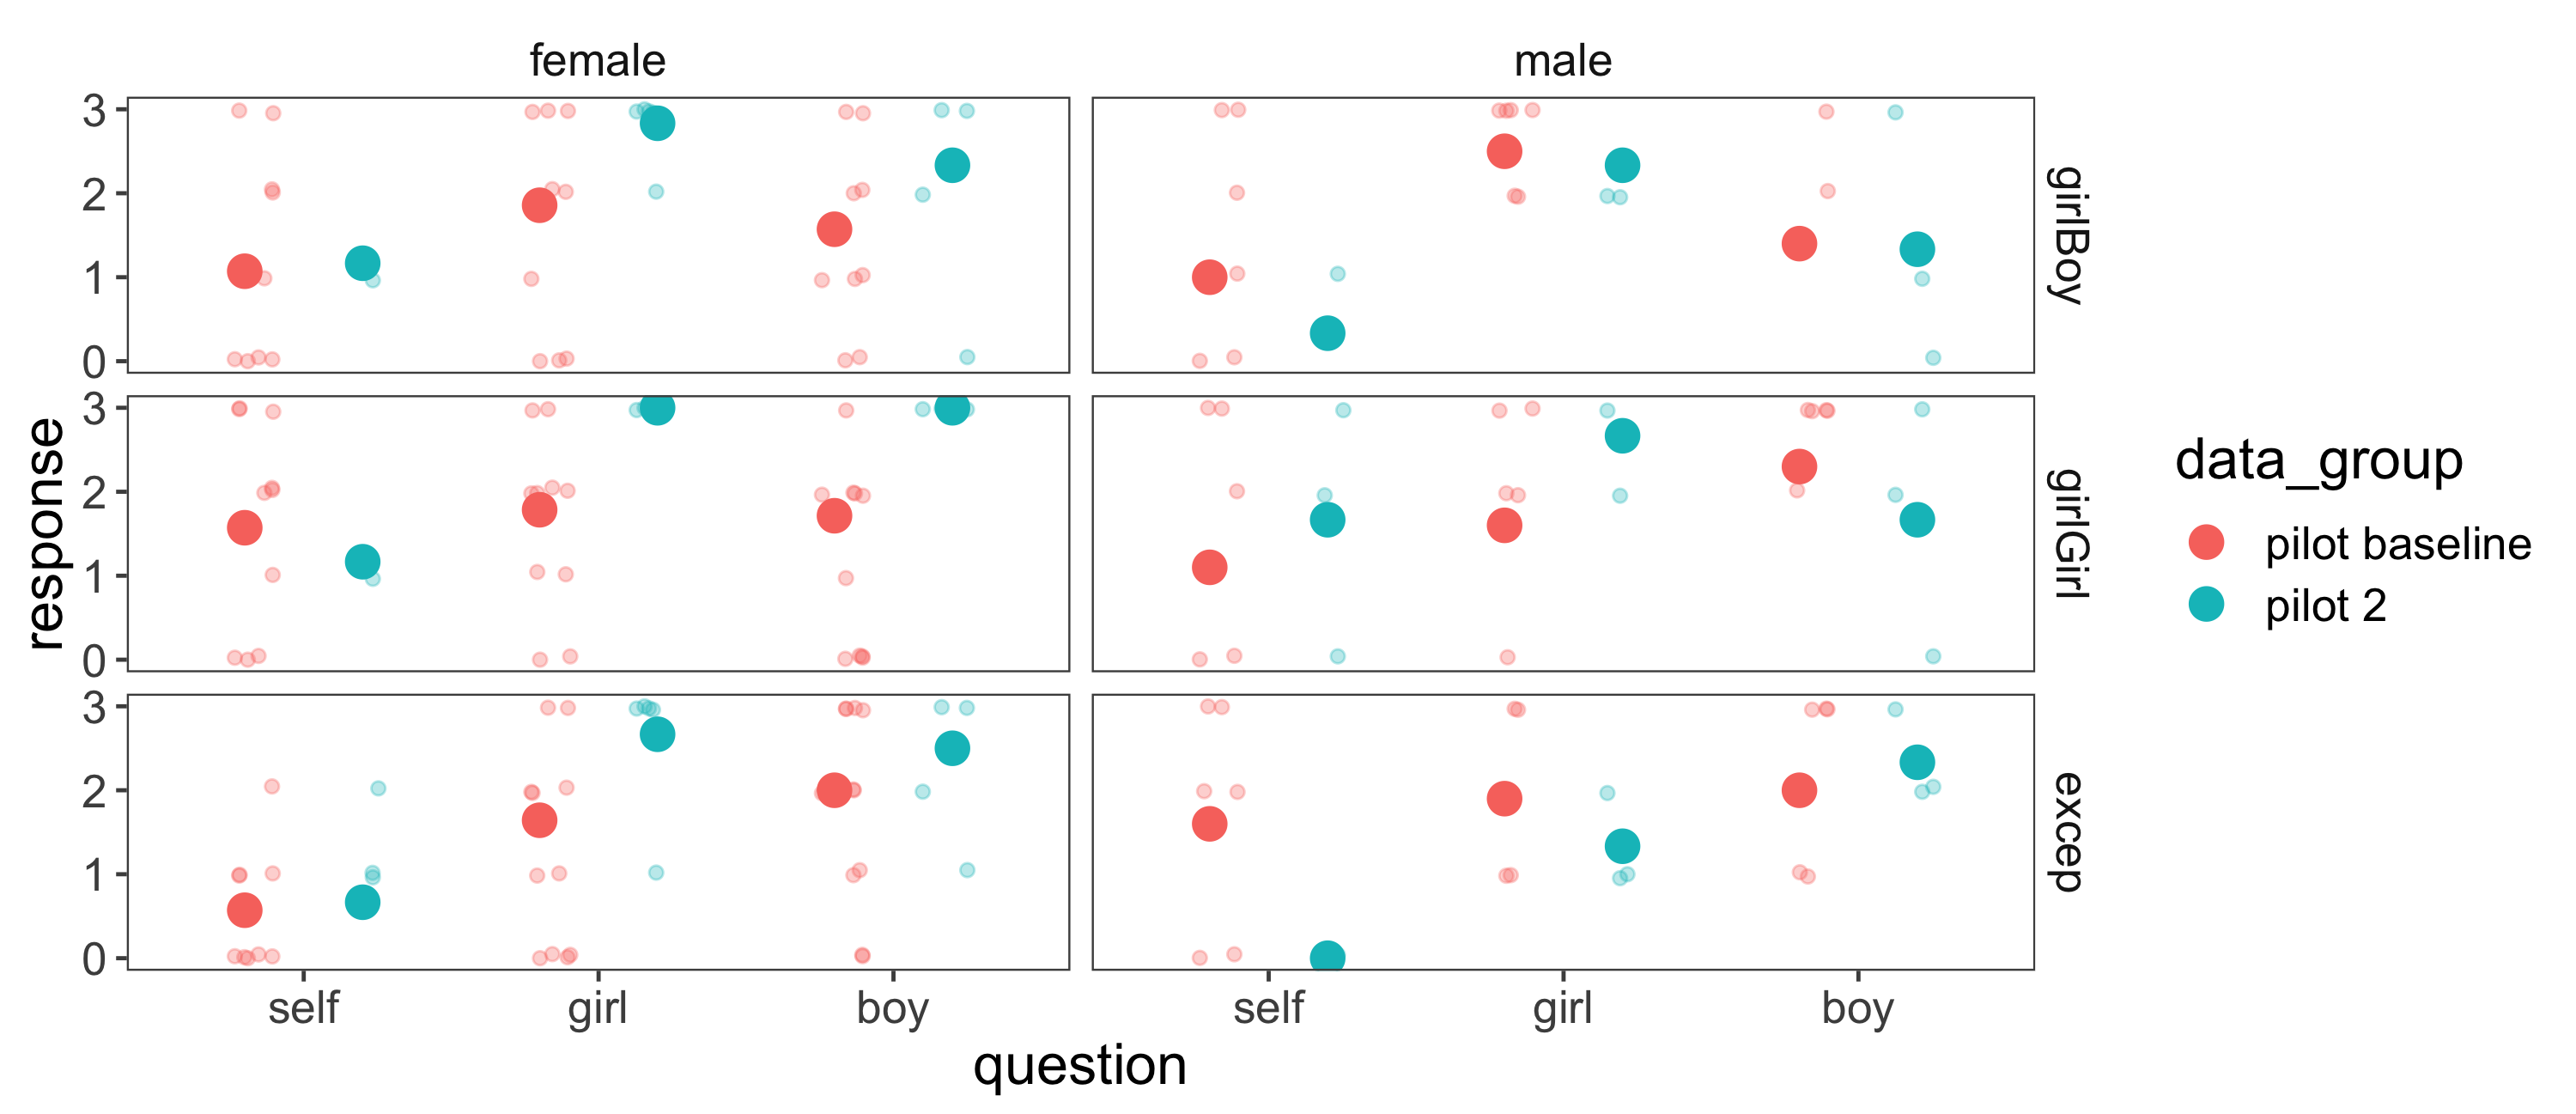 female
male
3
2
1
0
girlBoy
3
2
1
0
girlGirl
3
2
1
0
excep
response
self
girl
boy
self
girl
boy
question
data_group
pilot baseline
pilot 2